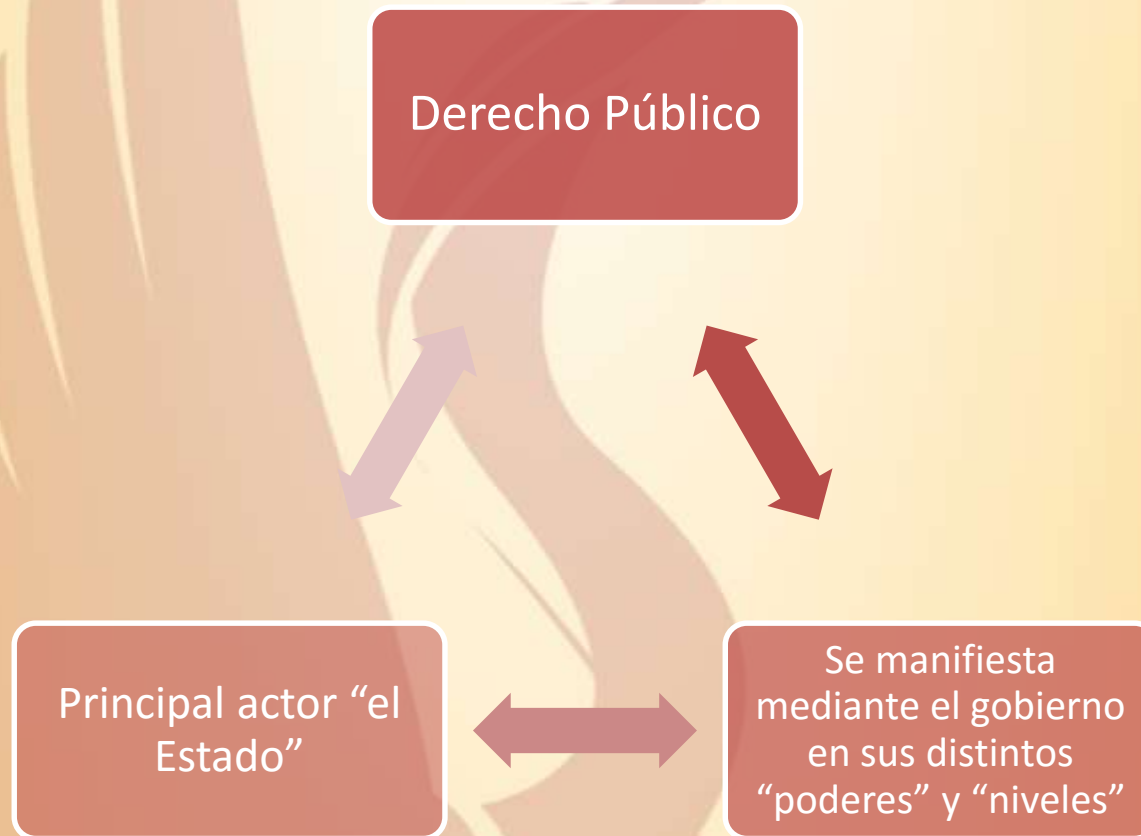 Derecho Público
Principal actor “el
Estado”
Se manifiesta
mediante el gobierno
en sus distintos
“poderes” y “niveles”